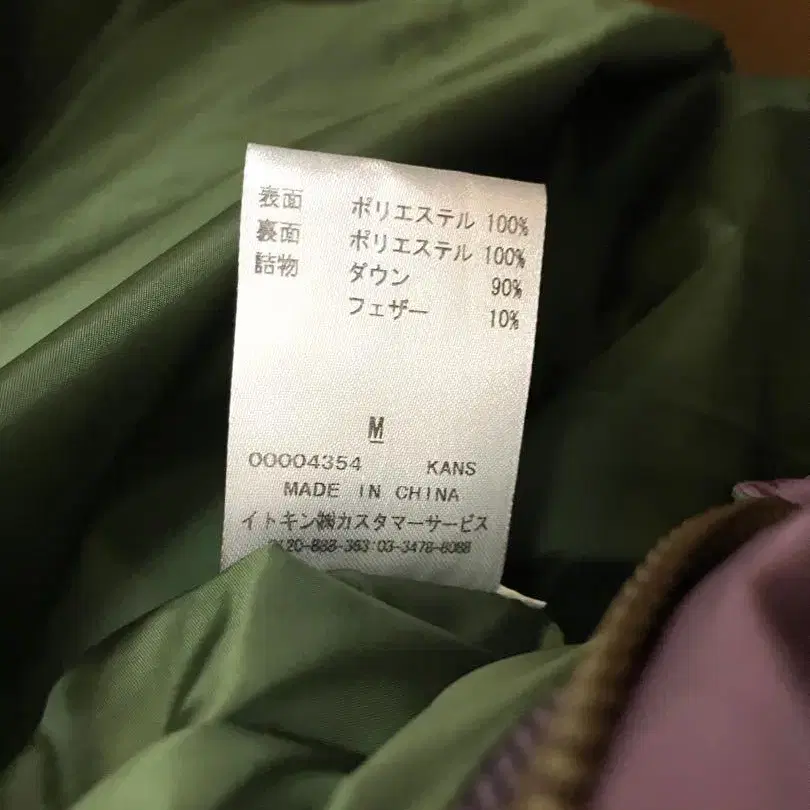 表面 ポリエステル 100%
裏面 ポリエステル 100%
詰物 ダウン 90%
フェザー 10%
M
00004354 KANS
MADE IN CHINA
イトキン㈱カスタマーサービス